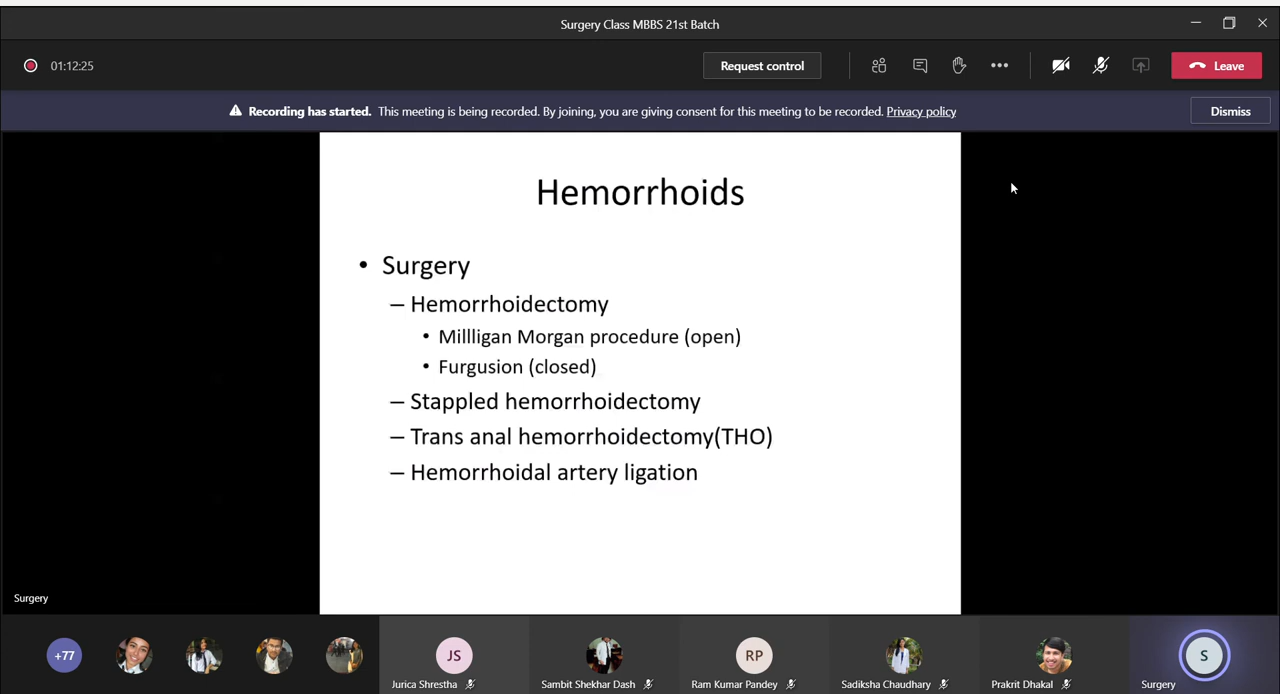 Surgery Class MBBS 21st Batch
01:12:25
Request control
Leave
Recording has started. This meeting is being recorded. By joining, you are giving consent for this meeting to be recorded. Privacy policy
Dismiss
Hemorrhoids
• Surgery
– Hemorrhoidectomy
• Millligan Morgan procedure (open)
• Furgusion (closed)
– Stappled hemorrhoidectomy
– Trans anal hemorrhoidectomy(THO)
– Hemorrhoidal artery ligation
Surgery
+77
JS
RP
S
Jurica Shrestha
Sambit Shekhar Dash
Ram Kumar Pandey
Sadiksha Chaudhary
Prakrit Dhakal
Surgery